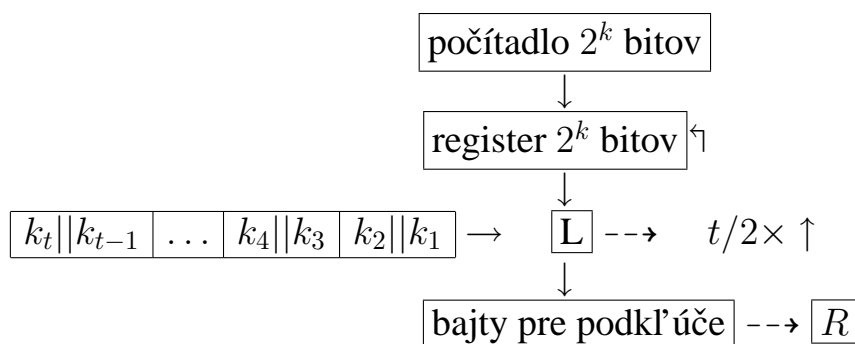 počítadlo 2^k bitov
↓
register 2^k bitov ↰
↓
k_t||k_{t−1} | ... | k_4||k_3 | k_2||k_1 → L ⇢ t/2× ↑
↓
bajty pre podkľúče ⇢ R